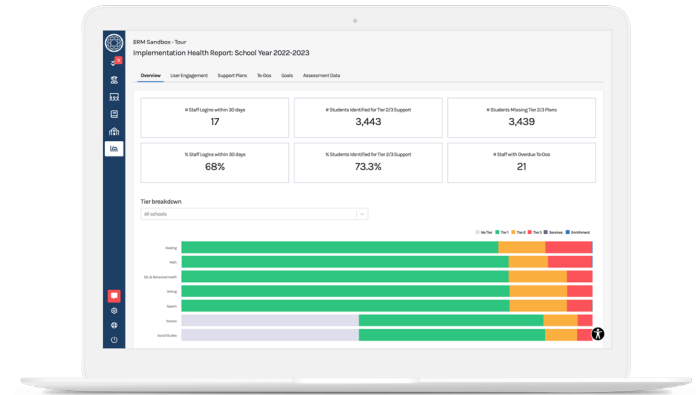 BRM Sandbox - Tour
Implementation Health Report: School Year 2022-2023
Overview User Engagement Support Plans To-Dos Goals Assessment Data
# Staff Logins within 30 days
17
# Students Identified for Tier 2/3 Support
3,443
# Students Missing Tier 2/3 Plans
3,439
% Staff Logins within 30 days
68%
% Students Identified for Tier 2/3 Support
73.3%
# Staff with Overdue To-Dos
21
Tier breakdown
All schools
No Tier Tier 1 Tier 2 Tier 3 Services Enrichment
Reading
Math
SEL & Behavioral Health
Writing
Speech
Science
Social Studies